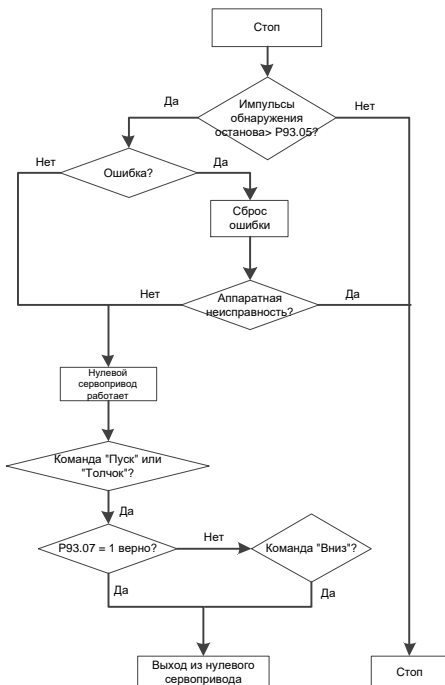 Стоп
Импульсы
обнаружения
останова> P93.05?
Да
Нет
Ошибка?
Нет
Да
Сброс
ошибки
Аппаратная
неисправность?
Нет
Да
Нулевой
сервопривод
работает
Команда "Пуск" или
"Толчок"?
Да
P93.07 = 1 верно?
Нет
Команда "Вниз"?
Да
Да
Выход из нулевого
сервопривода
Стоп